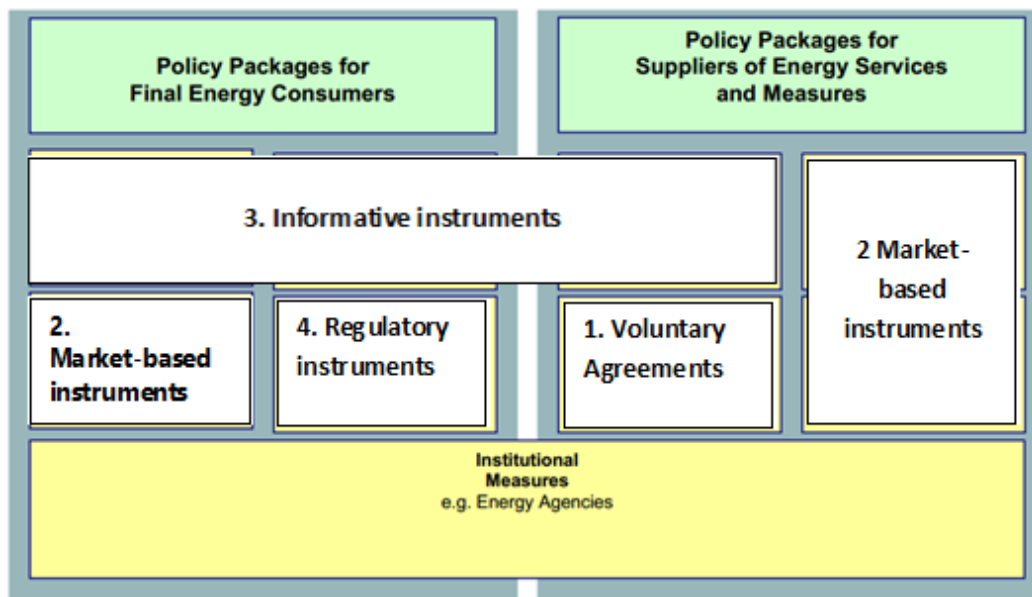 Policy Packages for
Final Energy Consumers
Policy Packages for
Suppliers of Energy Services
and Measures
3. Informative instruments
2 Market-
based
instruments
2.
Market-based
instruments
4. Regulatory
instruments
1. Voluntary
Agreements
Institutional
Measures
e.g. Energy Agencies